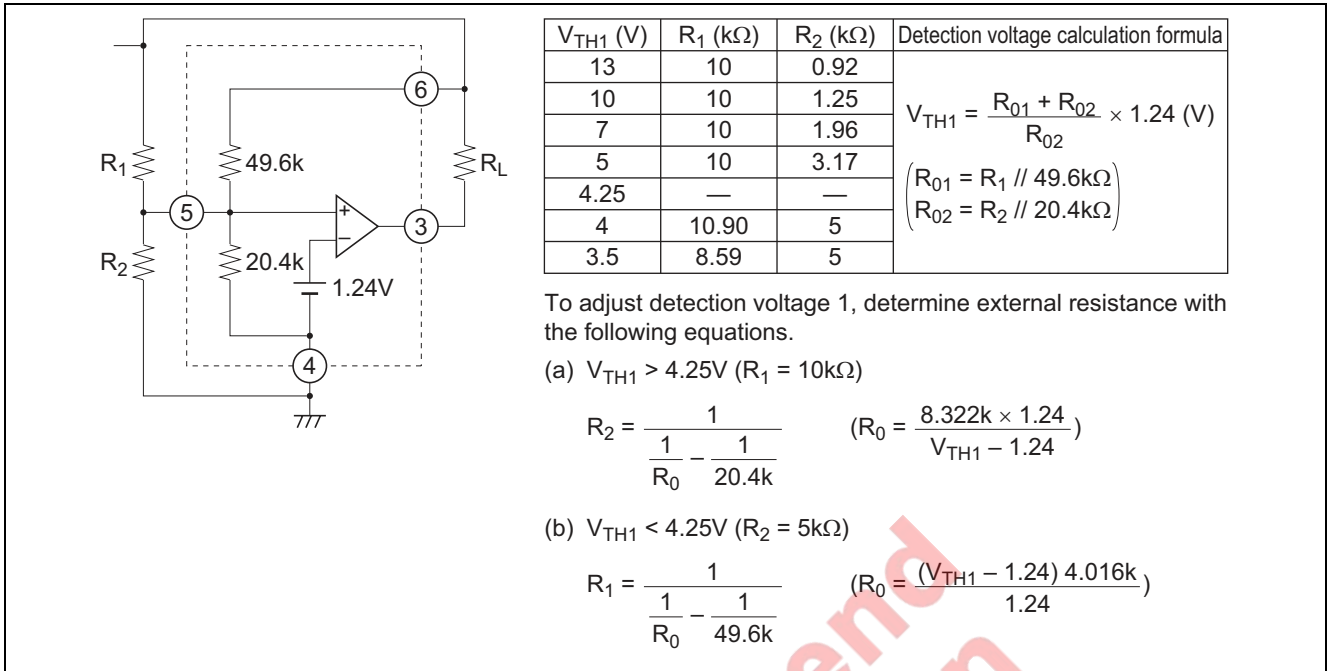 R1
R2
49.6k
20.4k
1.24V
RL
+
–
6
5
3
4
VTH1 (V) R1 (kΩ) R2 (kΩ) Detection voltage calculation formula
13 10 0.92
10 10 1.25
7 10 1.96
5 10 3.17
4.25 — —
4 10.90 5
3.5 8.59 5
VTH1 = (R01 + R02) / R02 × 1.24 (V)
(R01 = R1 // 49.6kΩ
R02 = R2 // 20.4kΩ)
To adjust detection voltage 1, determine external resistance with
the following equations.
(a) VTH1 > 4.25V (R1 = 10kΩ)
R2 = 1 / (1/R0 – 1/20.4k) (R0 = 8.322k × 1.24 / (VTH1 – 1.24))
(b) VTH1 < 4.25V (R2 = 5kΩ)
R1 = 1 / (1/R0 – 1/49.6k) (R0 = (VTH1 – 1.24) 4.016k / 1.24)